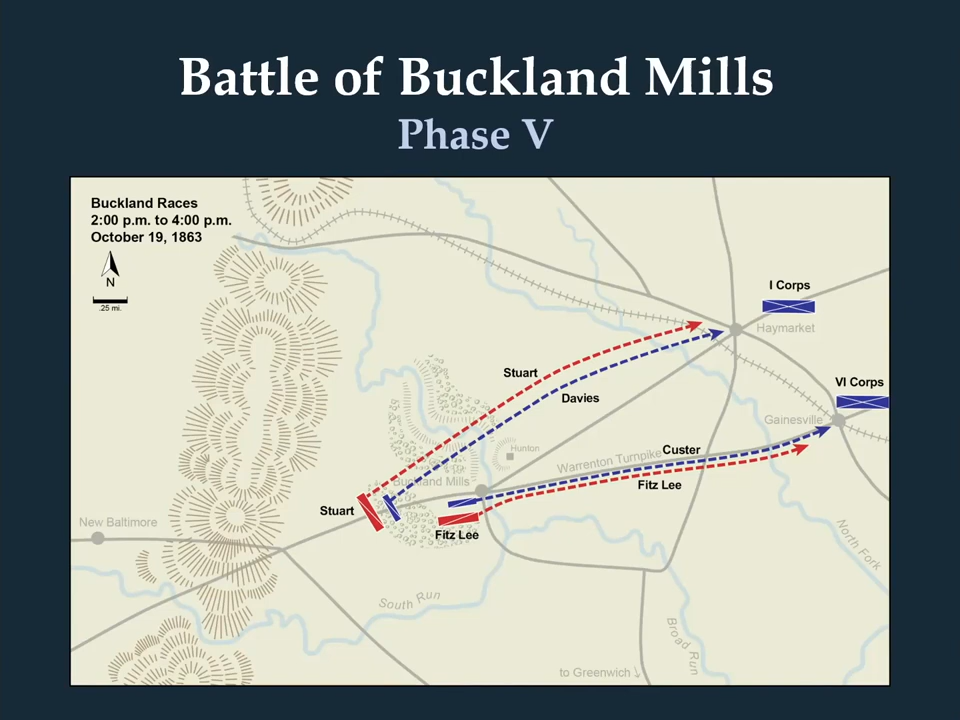 Battle of Buckland Mills
Phase V
Buckland Races
2:00 p.m. to 4:00 p.m.
October 19, 1863
N
.25 mi.
I Corps
Haymarket
VI Corps
Gainesville
Stuart
Davies
Hunton
Custer
Warrenton Turnpike
Fitz Lee
Buckland Mills
Stuart
Fitz Lee
New Baltimore
North Fork
South Run
Broad Run
to Greenwich